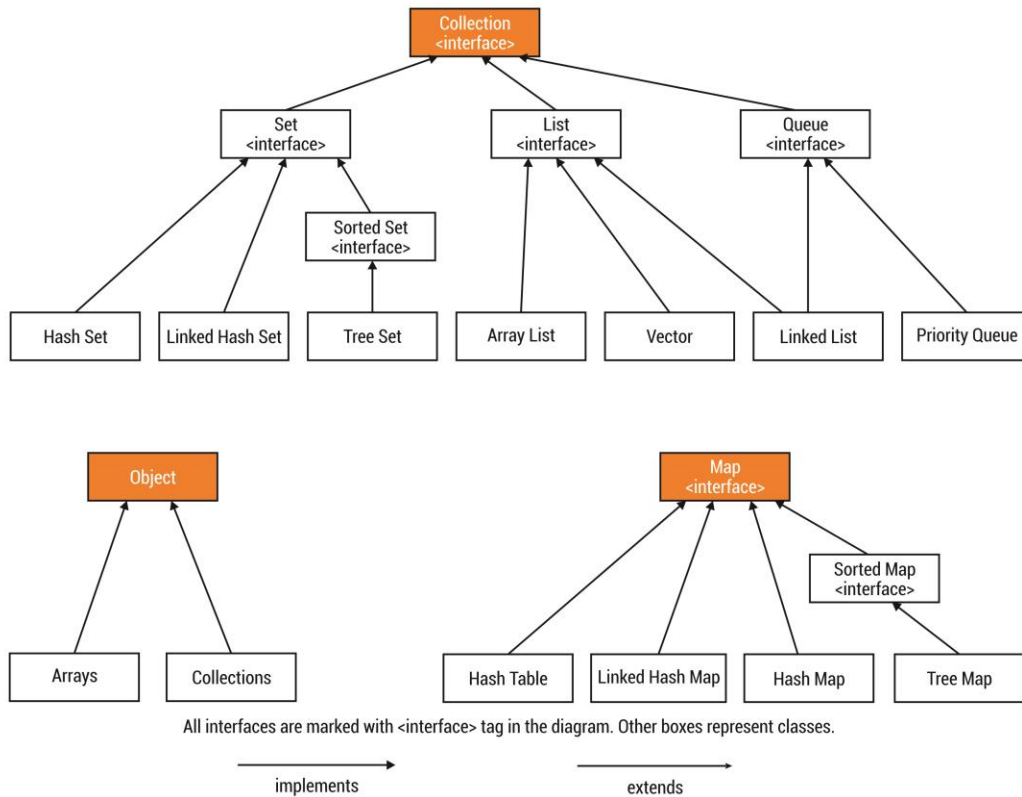 Collection
<interface>
Set
<interface>
List
<interface>
Queue
<interface>
Sorted Set
<interface>
Hash Set
Linked Hash Set
Tree Set
Array List
Vector
Linked List
Priority Queue
Object
Map
<interface>
Sorted Map
<interface>
Arrays
Collections
Hash Table
Linked Hash Map
Hash Map
Tree Map
All interfaces are marked with <interface> tag in the diagram. Other boxes represent classes.
implements
extends